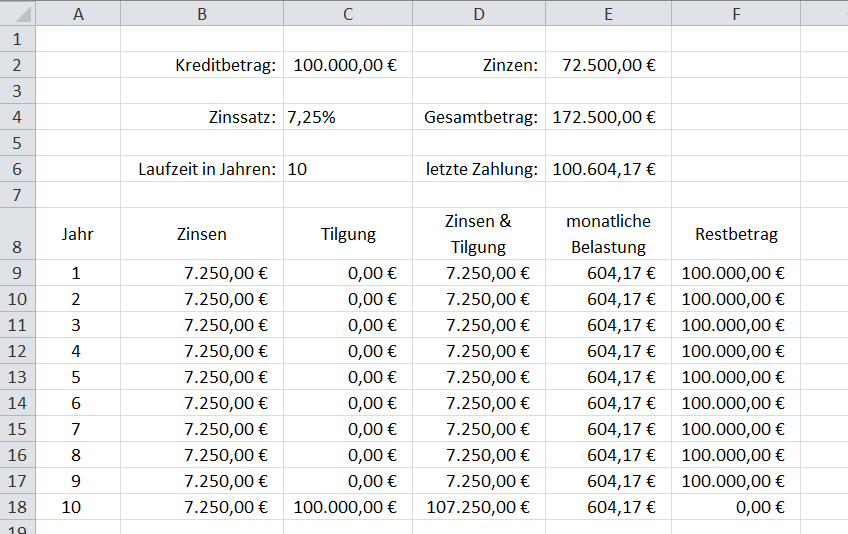 A B C D E F
1
2 Kreditbetrag: 100.000,00 € Zinzen: 72.500,00 €
3
4 Zinssatz: 7,25% Gesamtbetrag: 172.500,00 €
5
6 Laufzeit in Jahren: 10 letzte Zahlung: 100.604,17 €
7
Zinsen & monatliche
8 Jahr Zinsen Tilgung Tilgung Belastung Restbetrag
9 1 7.250,00 € 0,00 € 7.250,00 € 604,17 € 100.000,00 €
10 2 7.250,00 € 0,00 € 7.250,00 € 604,17 € 100.000,00 €
11 3 7.250,00 € 0,00 € 7.250,00 € 604,17 € 100.000,00 €
12 4 7.250,00 € 0,00 € 7.250,00 € 604,17 € 100.000,00 €
13 5 7.250,00 € 0,00 € 7.250,00 € 604,17 € 100.000,00 €
14 6 7.250,00 € 0,00 € 7.250,00 € 604,17 € 100.000,00 €
15 7 7.250,00 € 0,00 € 7.250,00 € 604,17 € 100.000,00 €
16 8 7.250,00 € 0,00 € 7.250,00 € 604,17 € 100.000,00 €
17 9 7.250,00 € 0,00 € 7.250,00 € 604,17 € 100.000,00 €
18 10 7.250,00 € 100.000,00 € 107.250,00 € 604,17 € 0,00 €
19